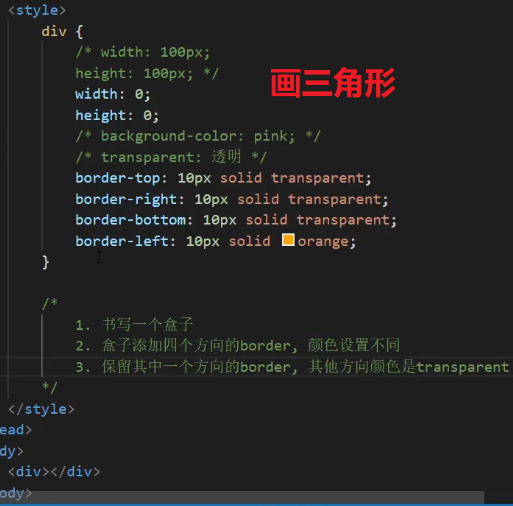 <style>
div {
/* width: 100px;
height: 100px; */
画三角形
width: 0;
height: 0;
/* background-color: pink; */
/* transparent: 透明 */
border-top: 10px solid transparent;
border-right: 10px solid transparent;
border-bottom: 10px solid transparent;
border-left: 10px solid orange;
}
/*
1. 书写一个盒子
2. 盒子添加四个方向的border, 颜色设置不同
3. 保留其中一个方向的border, 其他方向颜色是transparent
*/
</style>
ead>
dy>
<div></div>
ody>